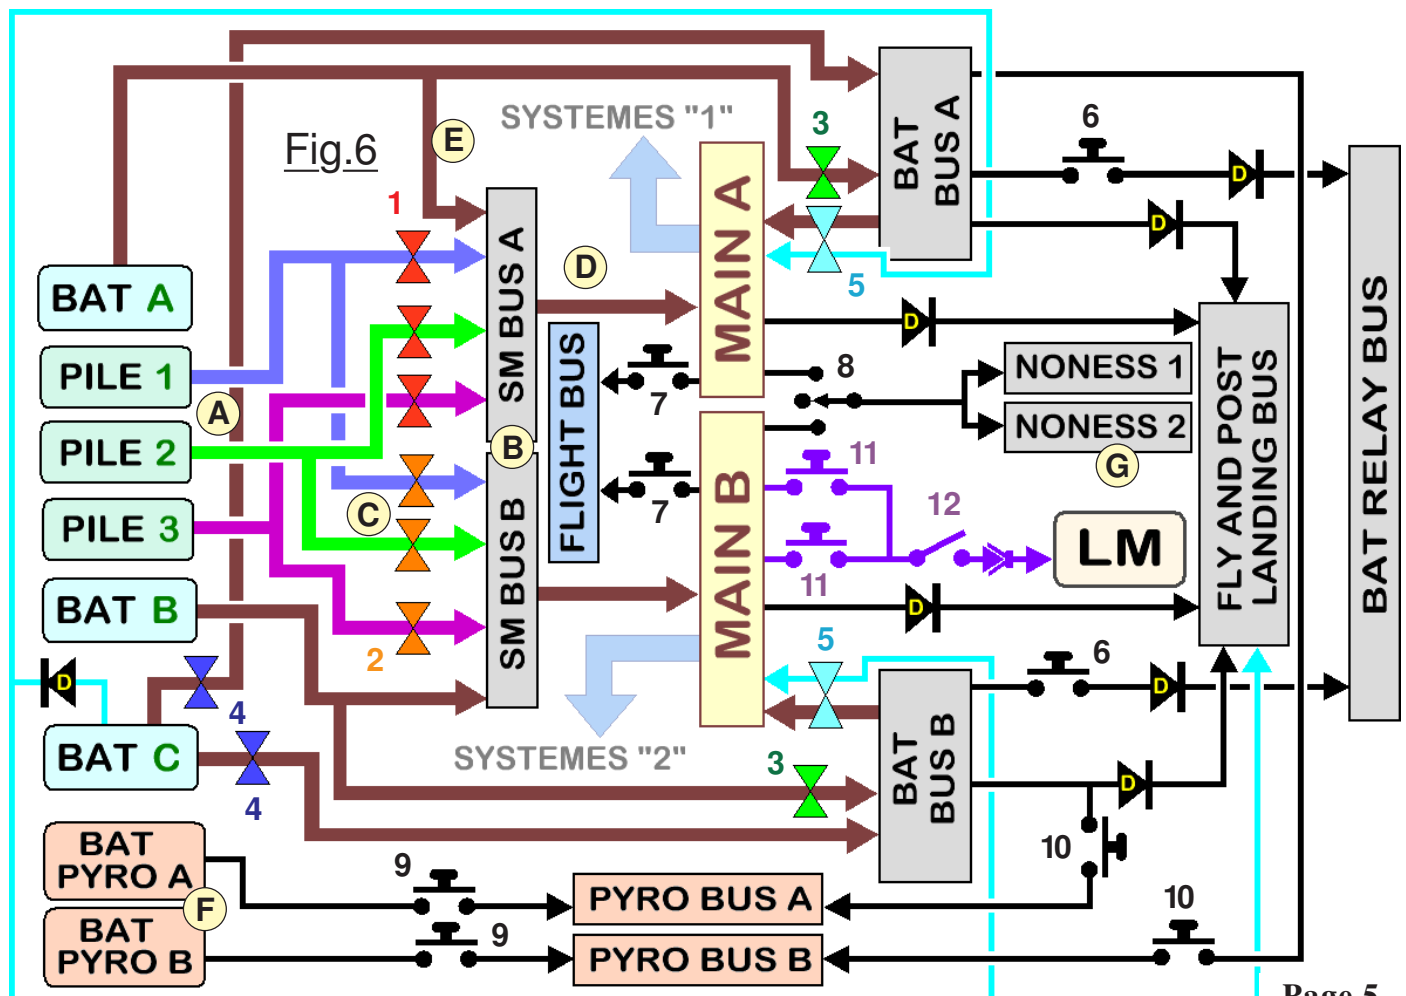 SYSTEMES "1"
Fig.6
E
3
6
BAT
BUS A
1
MAIN A
SM BUS A
D
5
BAT A
PILE 1
A
PILE 2
PILE 3
BAT B
BAT C
D
4
4
C
2
B
SM BUS B
FLIGHT BUS
7
7
8
NONESS 1
NONESS 2
G
MAIN B
11
11
12
LM
D
D
D
D
FLY AND POST
LANDING BUS
BAT RELAY BUS
5
6
D
SYSTEMES "2"
3
BAT
BUS B
D
10
BAT
PYRO A
F
BAT
PYRO B
9
9
PYRO BUS A
PYRO BUS B
10
Page 5